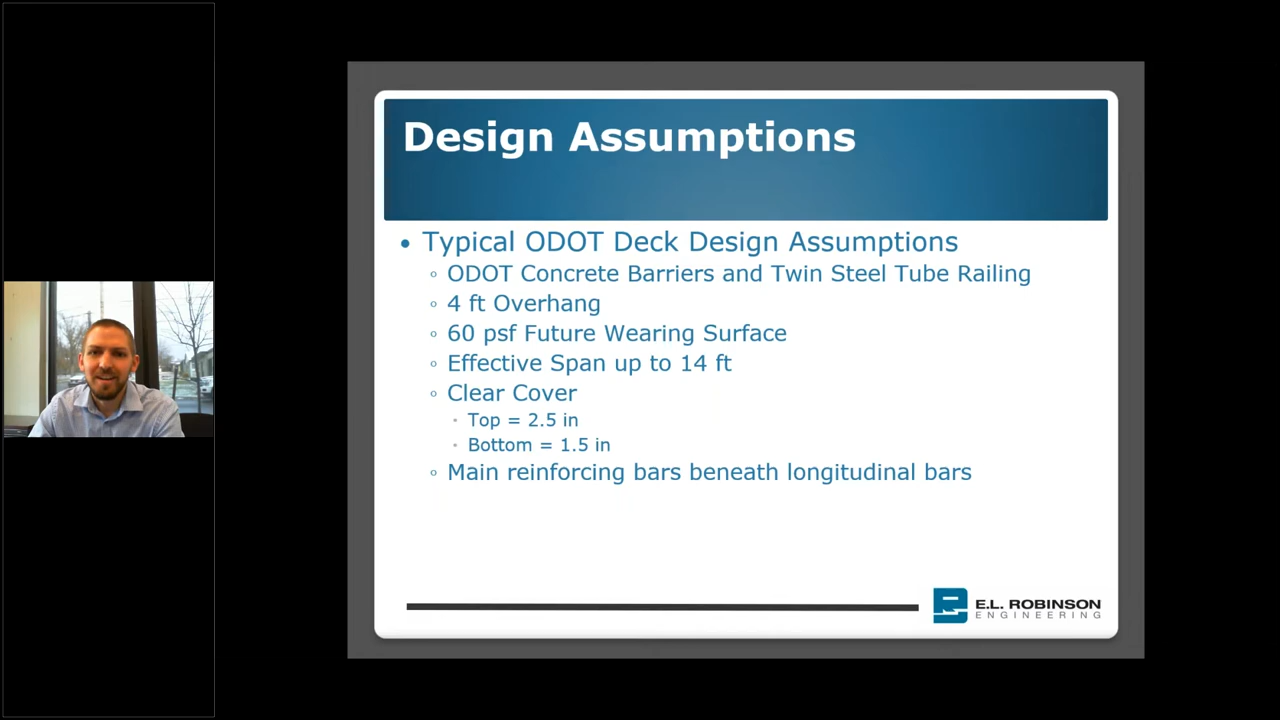 Design Assumptions
• Typical ODOT Deck Design Assumptions
◦ ODOT Concrete Barriers and Twin Steel Tube Railing
◦ 4 ft Overhang
◦ 60 psf Future Wearing Surface
◦ Effective Span up to 14 ft
◦ Clear Cover
▪ Top = 2.5 in
▪ Bottom = 1.5 in
◦ Main reinforcing bars beneath longitudinal bars
E.L. ROBINSON
ENGINEERING